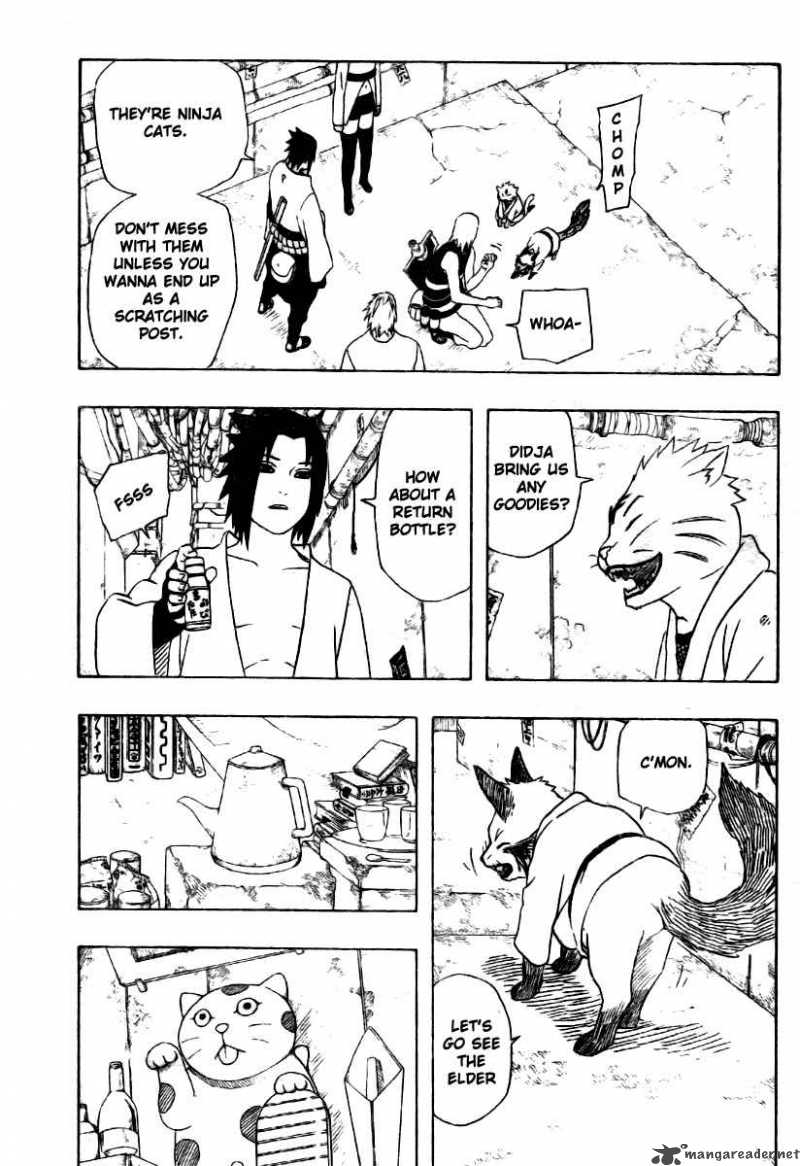 THEY'RE NINJA
CATS.
DON'T MESS
WITH THEM
UNLESS YOU
WANNA END UP
AS A
SCRATCHING
POST.
CHOMP
WHOA-
DIDJA
BRING US
ANY
GOODIES?
HOW
ABOUT A
RETURN
BOTTLE?
FSSS
C'MON.
LET'S
GO SEE
THE
ELDER
mangareader.net